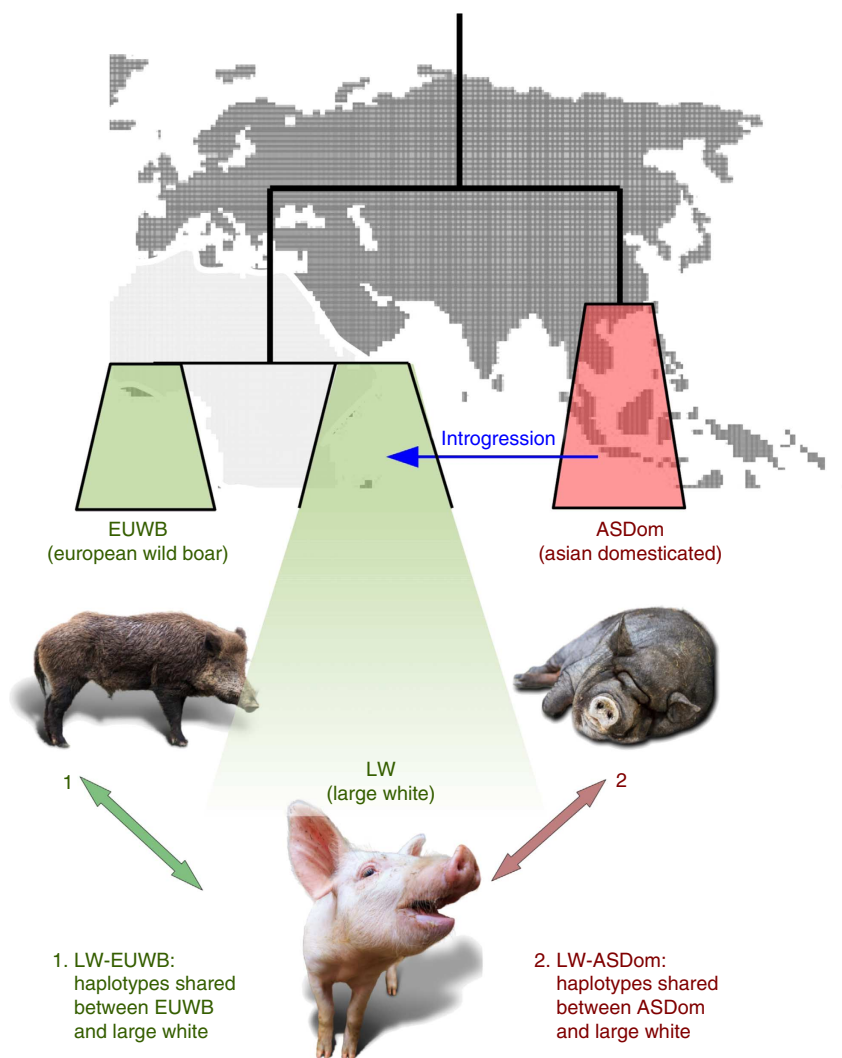 Introgression
EUWB
(european wild boar)
ASDom
(asian domesticated)
LW
(large white)
1
2
1. LW-EUWB:
haplotypes shared
between EUWB
and large white
2. LW-ASDom:
haplotypes shared
between ASDom
and large white